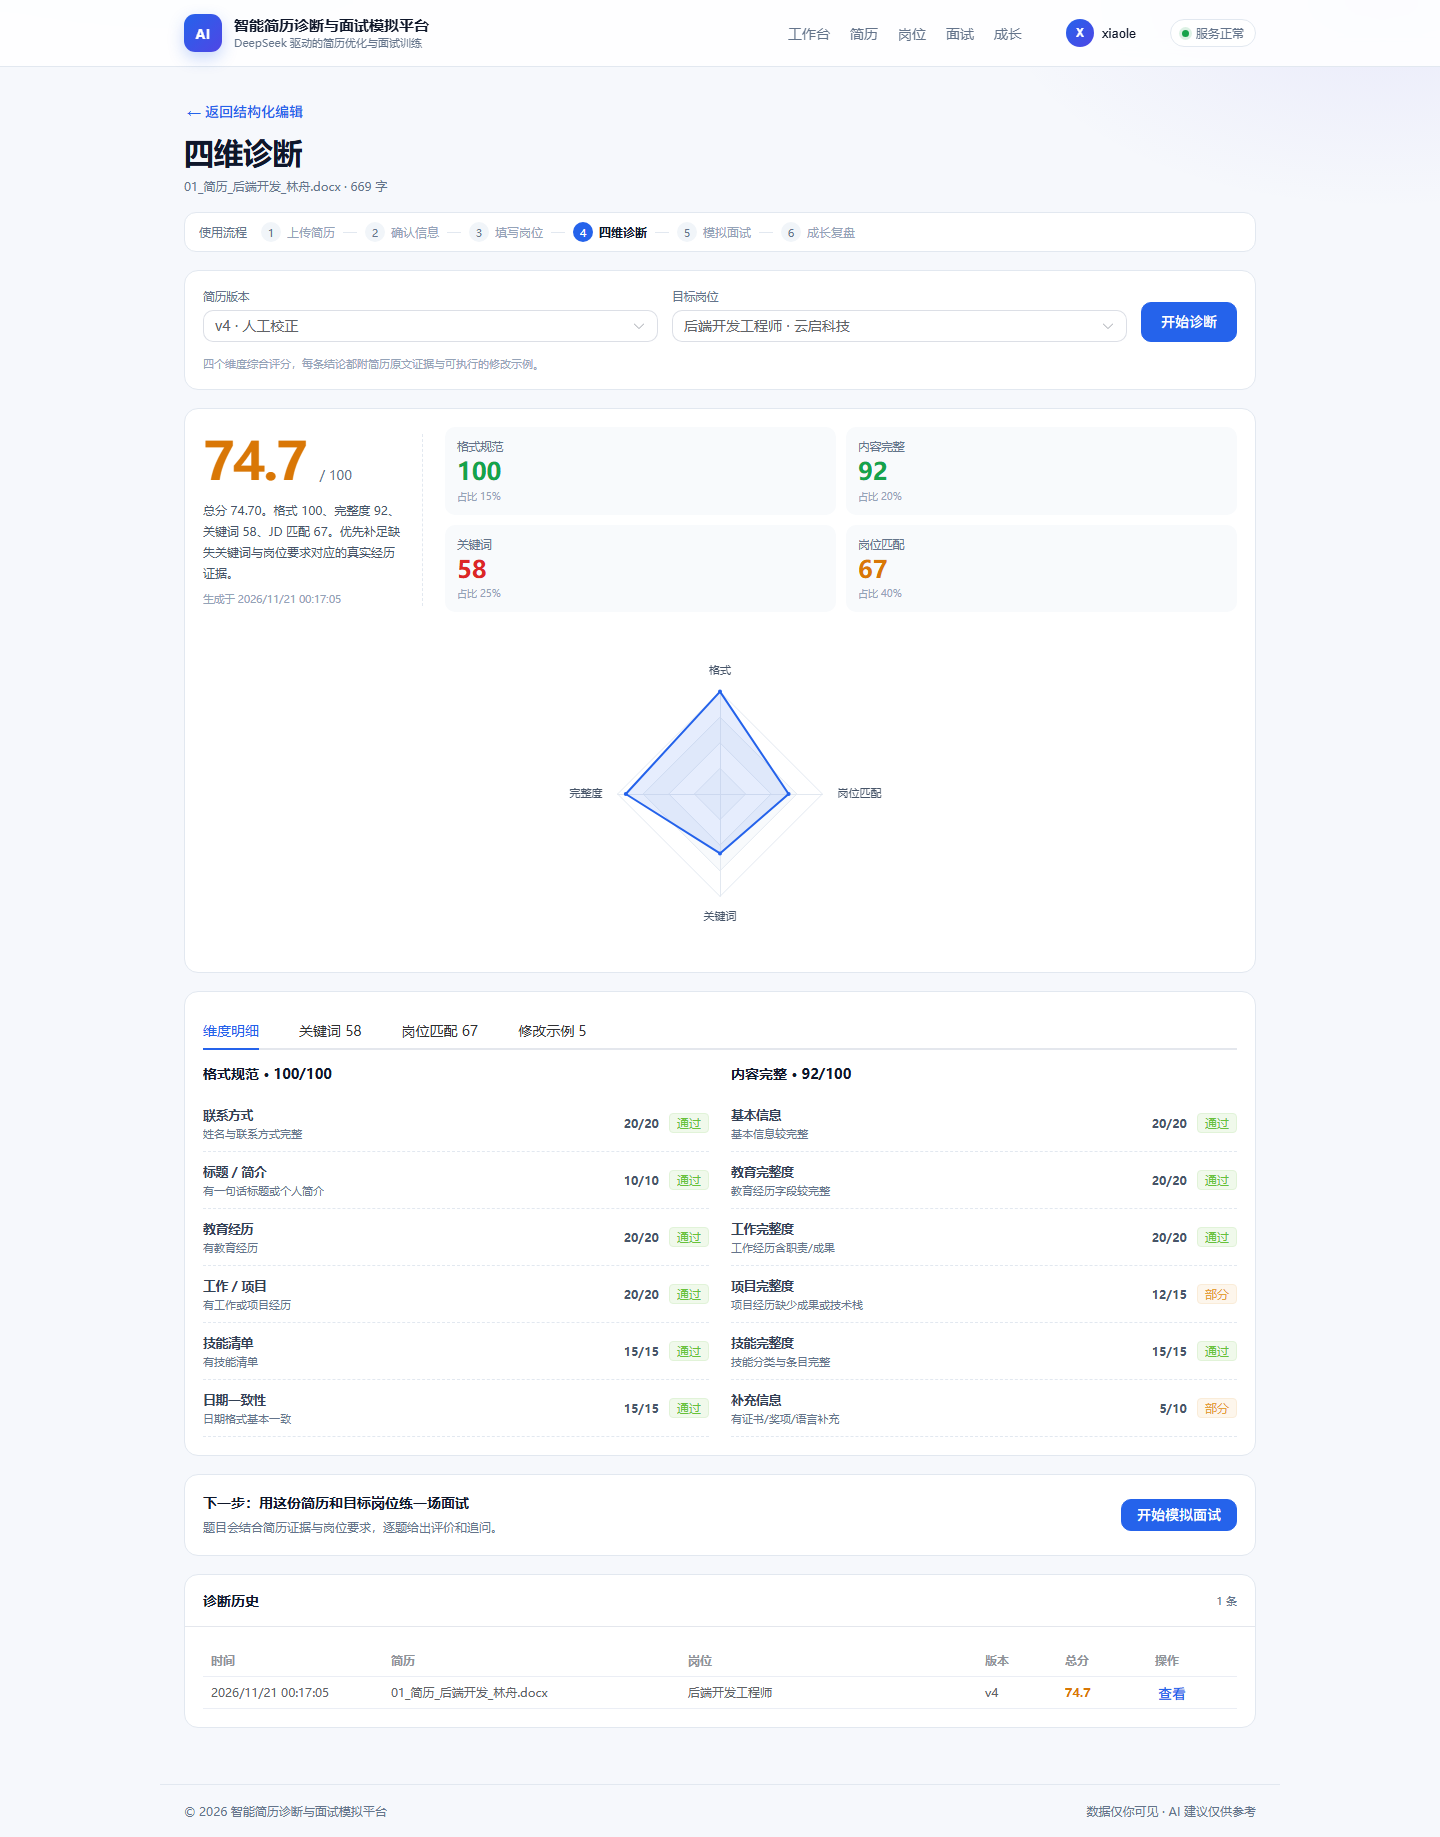 AI
智能简历诊断与面试模拟平台
DeepSeek 驱动的简历优化与面试训练
工作台 简历 岗位 面试 成长
X xiaole
服务正常
← 返回结构化编辑
四维诊断
01_简历_后端开发_林舟.docx · 669 字
使用流程 1 上传简历 2 确认信息 3 填写岗位 4 四维诊断 5 模拟面试 6 成长复盘
简历版本
v4 · 人工校正
目标岗位
后端开发工程师 · 云启科技
开始诊断
四个维度综合评分，每条结论都附简历原文证据与可执行的修改示例。
74.7 / 100
总分 74.70。格式 100、完整度 92、
关键词 58、JD 匹配 67。优先补足缺
失关键词与岗位要求对应的真实经历
证据。
生成于 2026/11/21 00:17:05
格式规范
100
占比 15%
内容完整
92
占比 20%
关键词
58
占比 25%
岗位匹配
67
占比 40%
格式
完整度
岗位匹配
关键词
维度明细 关键词 58 岗位匹配 67 修改示例 5
格式规范 • 100/100
联系方式
姓名与联系方式完整
20/20 通过
标题 / 简介
有一句话标题或个人简介
10/10 通过
教育经历
有教育经历
20/20 通过
工作 / 项目
有工作或项目经历
20/20 通过
技能清单
有技能清单
15/15 通过
日期一致性
日期格式基本一致
15/15 通过
内容完整 • 92/100
基本信息
基本信息较完整
20/20 通过
教育完整度
教育经历字段较完整
20/20 通过
工作完整度
工作经历含职责/成果
20/20 通过
项目完整度
项目经历缺少成果或技术栈
12/15 部分
技能完整度
技能分类与条目完整
15/15 通过
补充信息
有证书/奖项/语言补充
5/10 部分
下一步：用这份简历和目标岗位练一场面试
题目会结合简历证据与岗位要求，逐题给出评价和追问。
开始模拟面试
诊断历史
1 条
时间 简历 岗位 版本 总分 操作
2026/11/21 00:17:05 01_简历_后端开发_林舟.docx 后端开发工程师 v4 74.7 查看
© 2026 智能简历诊断与面试模拟平台
数据仅你可见 · AI 建议仅供参考